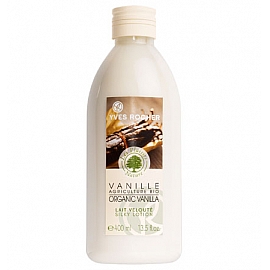 YVES ROCHER
VANILLE
AGRICULTURE BIO
ORGANIC VANILLA
LAIT VELOUTÉ
SILKY LOTION
e 400 ml 13.5 fl.oz.